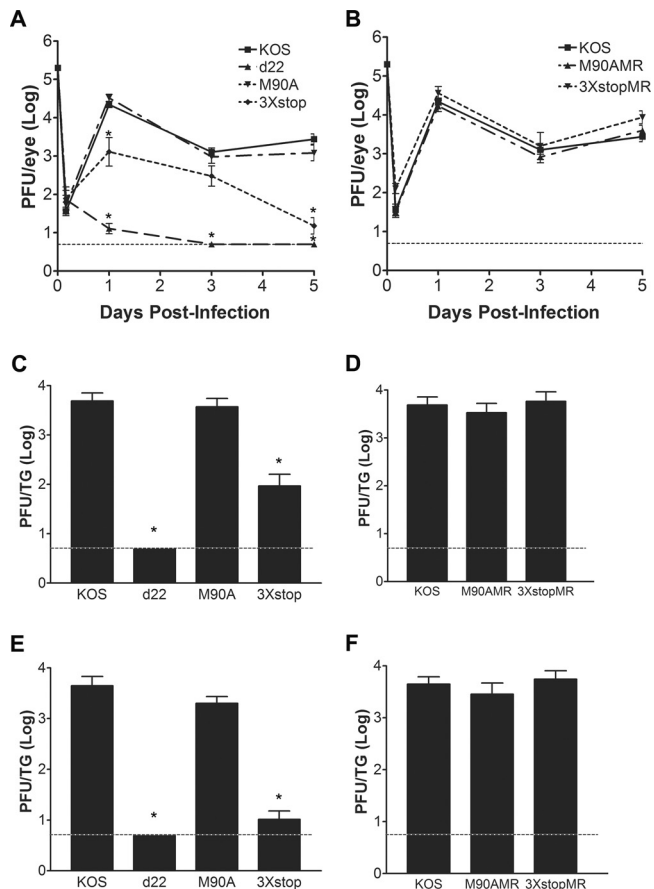 A
KOS
d22
M90A
3Xstop
PFU/eye (Log)
6
5
4
3
2
1
0
* * * * *
0 1 2 3 4 5
Days Post-Infection
B
KOS
M90AMR
3XstopMR
PFU/eye (Log)
6
5
4
3
2
1
0
0 1 2 3 4 5
Days Post-Infection
C
PFU/TG (Log)
4
3
2
1
0
* *
KOS d22 M90A 3Xstop
D
PFU/TG (Log)
4
3
2
1
0
KOS M90AMR 3XstopMR
E
PFU/TG (Log)
4
3
2
1
0
* *
KOS d22 M90A 3Xstop
F
PFU/TG (Log)
4
3
2
1
0
KOS M90AMR 3XstopMR